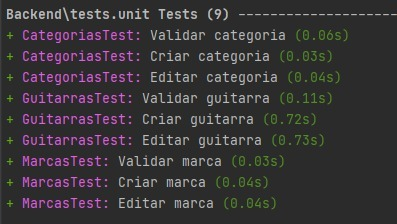 Backend\tests.unit Tests (9) ------------------
+ CategoriasTest: Validar categoria (0.06s)
+ CategoriasTest: Criar categoria (0.03s)
+ CategoriasTest: Editar categoria (0.04s)
+ GuitarrasTest: Validar guitarra (0.11s)
+ GuitarrasTest: Criar guitarra (0.72s)
+ GuitarrasTest: Editar guitarra (0.73s)
+ MarcasTest: Validar marca (0.03s)
+ MarcasTest: Criar marca (0.04s)
+ MarcasTest: Editar marca (0.04s)